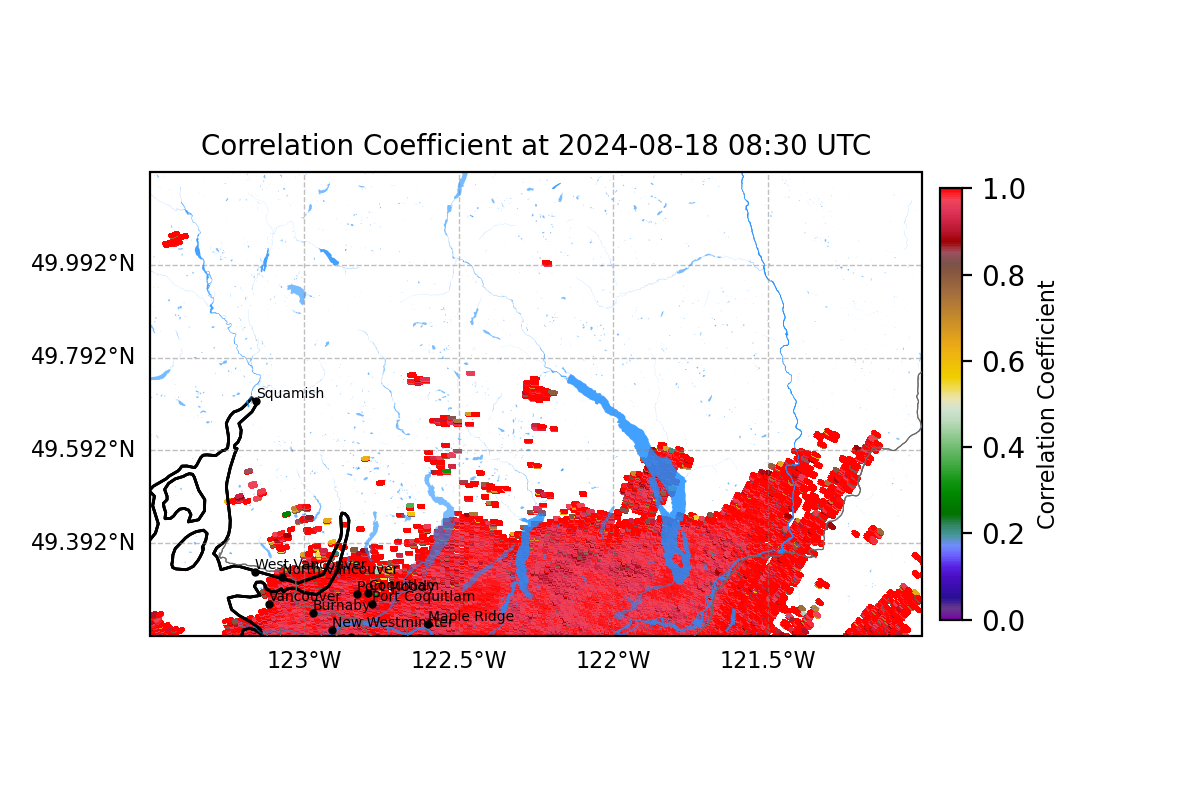 Correlation Coefficient at 2024-08-18 08:30 UTC
1.0
49.992°N
0.8
49.792°N
0.6
Squamish
Correlation Coefficient
49.592°N
0.4
49.392°N
0.2
West Vancouver
North Vancouver
Port Moody
Coquitlam
Vancouver
Port Coquitlam
Burnaby
Maple Ridge
New Westminster
0.0
123°W
122.5°W
122°W
121.5°W